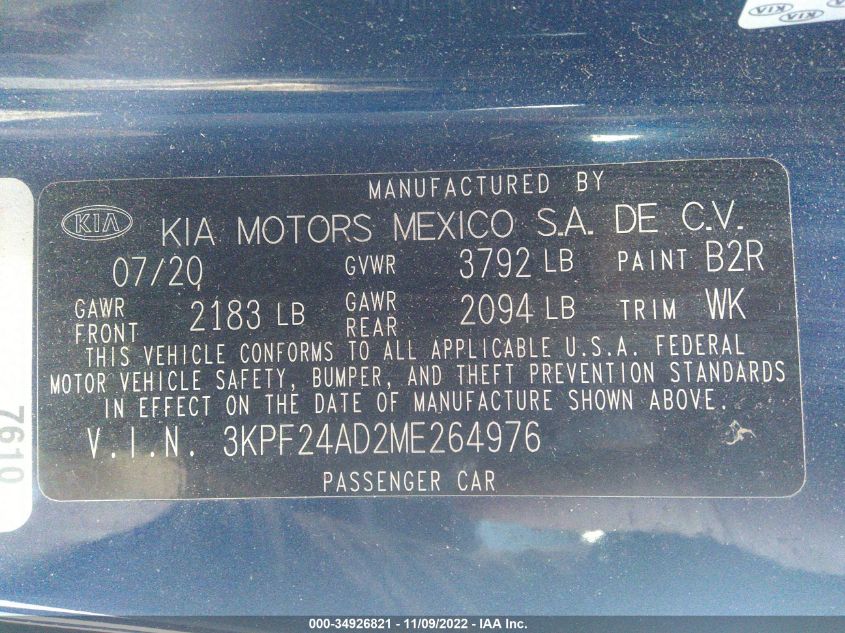 KIA KIA
MANUFACTURED BY
KIA
KIA MOTORS MEXICO S.A. DE C.V.
07/20 GVWR 3792 LB PAINT B2R
GAWR FRONT 2183 LB GAWR REAR 2094 LB TRIM WK
THIS VEHICLE CONFORMS TO ALL APPLICABLE U.S.A. FEDERAL
MOTOR VEHICLE SAFETY, BUMPER, AND THEFT PREVENTION STANDARDS
IN EFFECT ON THE DATE OF MANUFACTURE SHOWN ABOVE.
V.I.N. 3KPF24AD2ME264976
PASSENGER CAR
7610
000-34926821 - 11/09/2022 - IAA Inc.